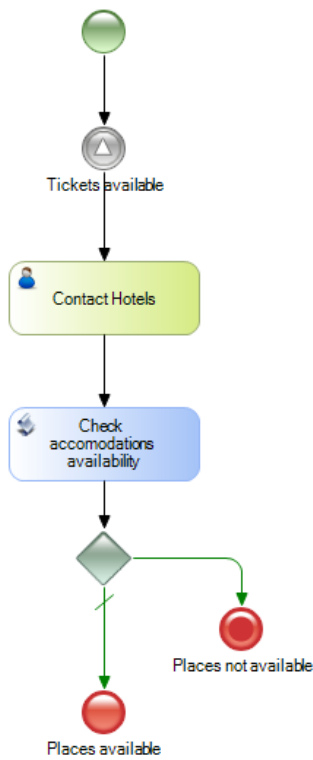 Tickets available
Contact Hotels
Check
accomodations
availability
Places not available
Places available